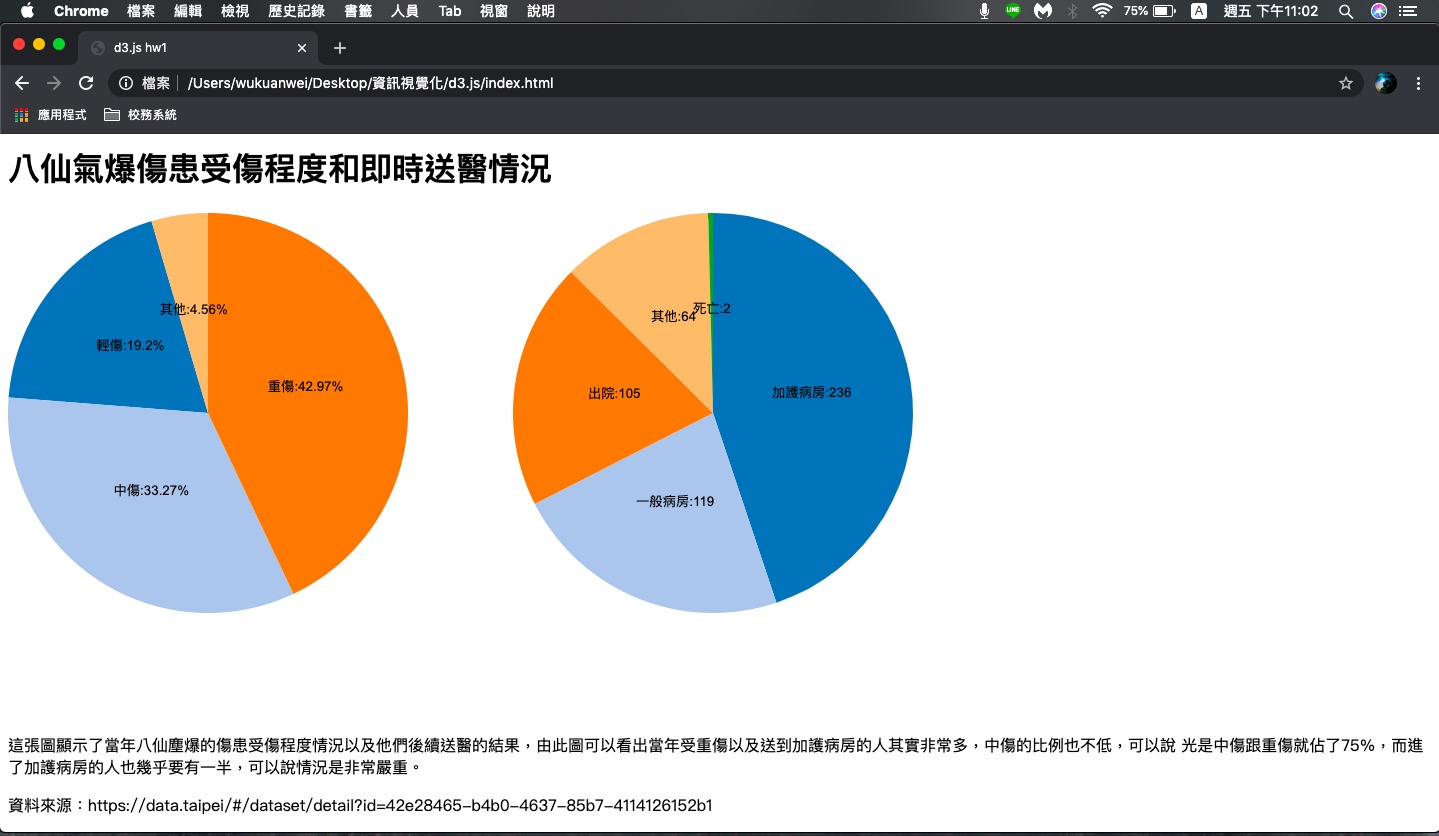 Chrome 檔案 編輯 檢視 歷史記錄 書籤 人員 Tab 視窗 說明 LINE 75% A 週五 下午11:02
d3.js hw1
檔案 /Users/wukuanwei/Desktop/資訊視覺化/d3.js/index.html
應用程式 校務系統
八仙氣爆傷患受傷程度和即時送醫情況
其他:4.56%
輕傷:19.2%
重傷:42.97%
中傷:33.27%
死亡:2
其他:64
加護病房:236
出院:105
一般病房:119
這張圖顯示了當年八仙塵爆的傷患受傷程度情況以及他們後續送醫的結果，由此圖可以看出當年受重傷以及送到加護病房的人其實非常多，中傷的比例也不低，可以說 光是中傷跟重傷就佔了75%，而進
了加護病房的人也幾乎要有一半，可以說情況是非常嚴重。
資料來源：https://data.taipei/#/dataset/detail?id=42e28465-b4b0-4637-85b7-4114126152b1